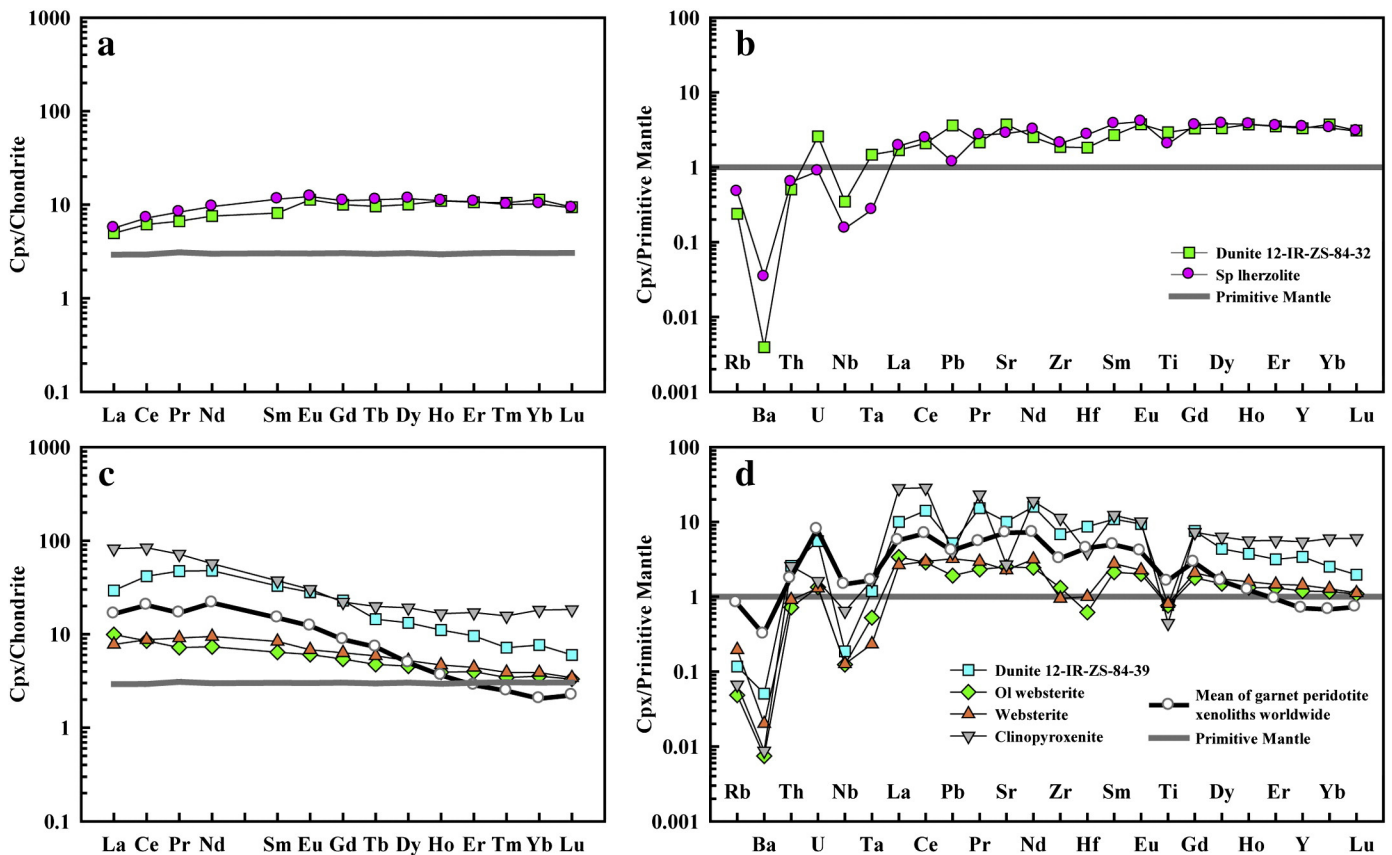 a
1000
100
10
1
0.1
Cpx/Chondrite
La Ce Pr Nd Sm Eu Gd Tb Dy Ho Er Tm Yb Lu
b
100
10
1
0.1
0.01
0.001
Cpx/Primitive Mantle
Dunite 12-IR-ZS-84-32
Sp lherzolite
Primitive Mantle
Rb Th Nb La Pb Sr Zr Sm Ti Dy Er Yb
Ba U Ta Ce Pr Nd Hf Eu Gd Ho Y Lu
c
1000
100
10
1
0.1
Cpx/Chondrite
La Ce Pr Nd Sm Eu Gd Tb Dy Ho Er Tm Yb Lu
d
100
10
1
0.1
0.01
0.001
Cpx/Primitive Mantle
Dunite 12-IR-ZS-84-39
Ol websterite
Websterite
Clinopyroxenite
Mean of garnet peridotite
xenoliths worldwide
Primitive Mantle
Rb Th Nb La Pb Sr Zr Sm Ti Dy Er Yb
Ba U Ta Ce Pr Nd Hf Eu Gd Ho Y Lu